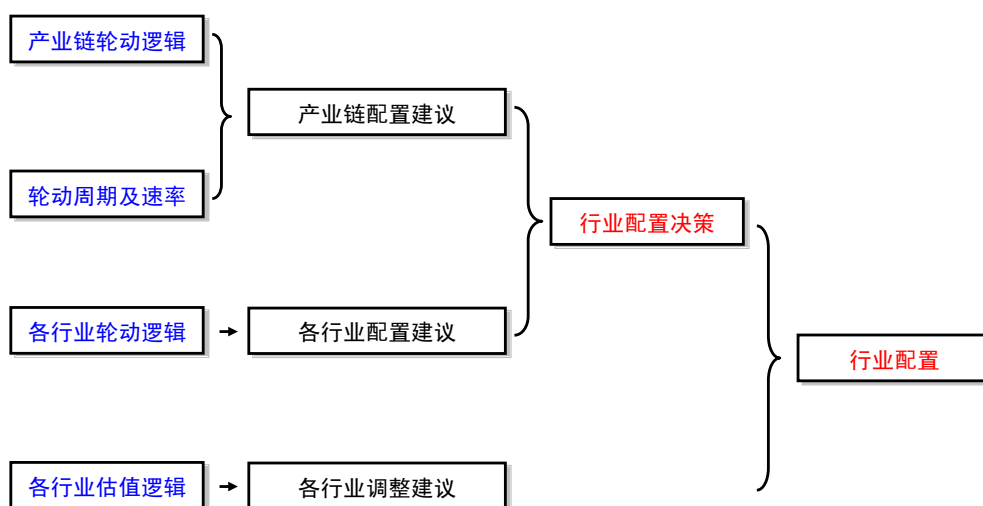 产业链轮动逻辑
产业链配置建议
轮动周期及速率
行业配置决策
各行业轮动逻辑
各行业配置建议
行业配置
各行业估值逻辑
各行业调整建议